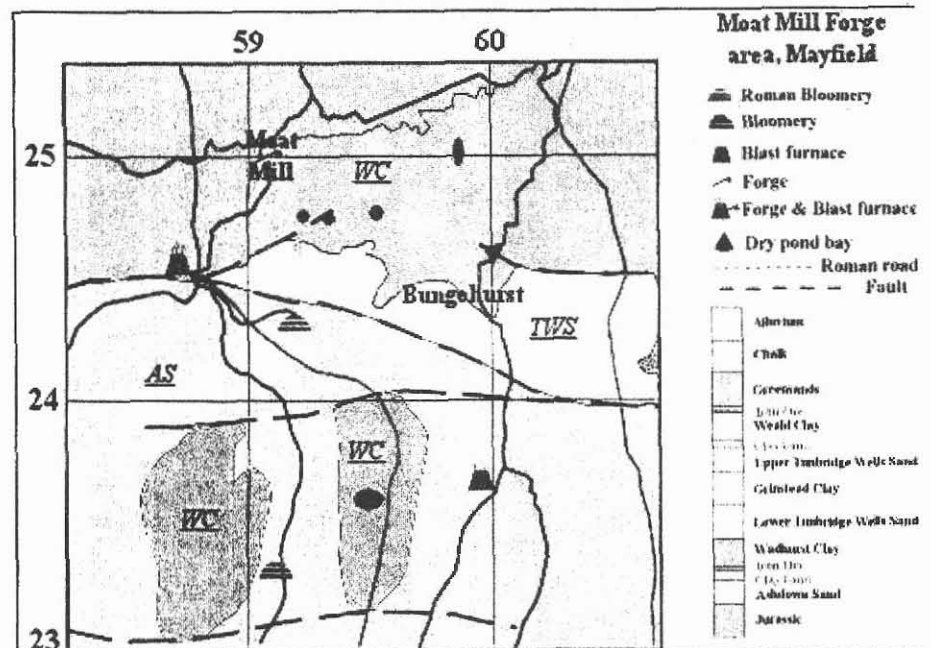 Moat Mill Forge
area, Mayfield
59 60
Roman Bloomery
Bloomery
Blast furnace
Forge
Forge & Blast furnace
Dry pond bay
Roman road
Fault
25
Moat
Mill
WC
Bungehurst
TWS
AS
24
WC
WC
23
Alluvium
Chalk
Greensands
Weald Clay
Upper Tunbridge Wells Sand
Grinstead Clay
Lower Tunbridge Wells Sand
Wadhurst Clay
Ashdown Sand
Jurassic